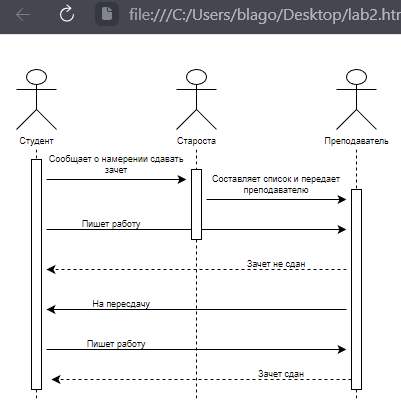 file:///C:/Users/blago/Desktop/lab2.htm
Студент
Староста
Преподаватель
Сообщает о намерении сдавать
зачет
Составляет список и передает
преподавателю
Пишет работу
Зачет не сдан
На пересдачу
Пишет работу
Зачет сдан